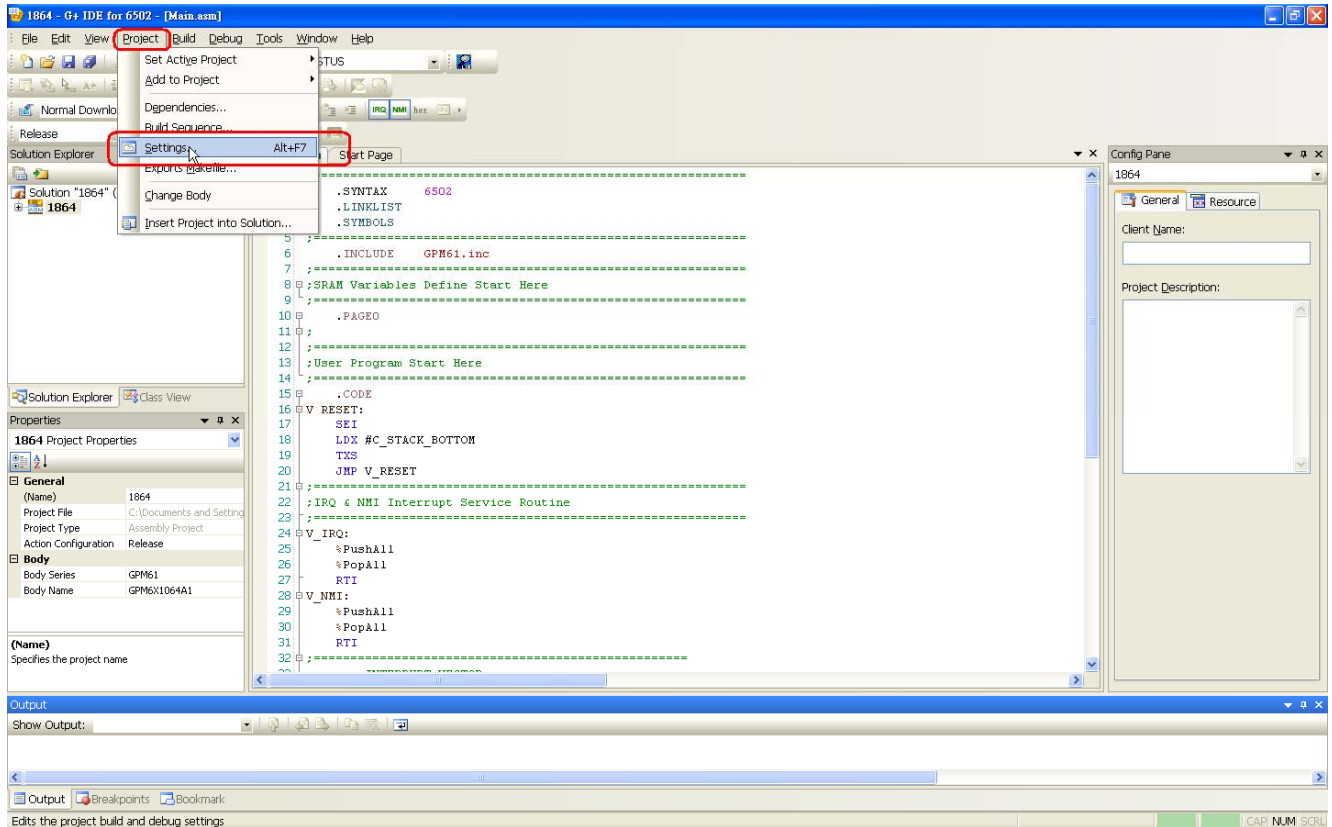 1864 - G+ IDE for 6502 - [Main.asm]
File Edit View Project Build Debug Tools Window Help
Set Active Project
Add to Project
Dependencies...
Build Sequence...
Settings... Alt+F7
Exports Makefile...
Change Body
Insert Project into Solution...
Normal Downlo
IRQ NMI hex
Release
Solution Explorer
Solution "1864" (
1864
Solution Explorer Class View
Start Page
.SYNTAX 6502
.LINKLIST
.SYMBOLS
5 ;===========================================================
6 .INCLUDE GPM61.inc
7 ;===========================================================
8 ;SRAM Variables Define Start Here
9 ;===========================================================
10 .PAGE0
11 ;
12 ;===========================================================
13 ;User Program Start Here
14 ;===========================================================
15 .CODE
16 V_RESET:
17 SEI
18 LDX #C_STACK_BOTTOM
19 TXS
20 JMP V_RESET
21 ;===========================================================
22 ;IRQ & NMI Interrupt Service Routine
23 ;===========================================================
24 V_IRQ:
25 %PushAll
26 %PopAll
27 RTI
28 V_NMI:
29 %PushAll
30 %PopAll
31 RTI
32 ;===================================================
Properties
1864 Project Properties
General
(Name) 1864
Project File C:\Documents and Setting
Project Type Assembly Project
Action Configuration Release
Body
Body Series GPM61
Body Name GPM6X1064A1
(Name)
Specifies the project name
Config Pane
1864
General Resource
Client Name:
Project Description:
Output
Show Output:
Output Breakpoints Bookmark
Edits the project build and debug settings
CAP NUM SCRL